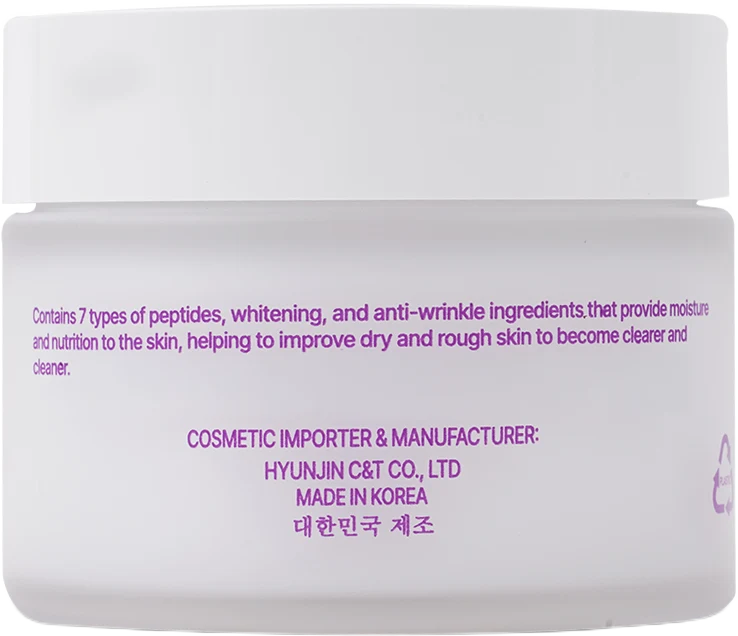 Contains 7 types of peptides, whitening, and anti-wrinkle ingredients.that provide moisture
and nutrition to the skin, helping to improve dry and rough skin to become clearer and
cleaner.
COSMETIC IMPORTER & MANUFACTURER:
HYUNJIN C&T CO., LTD
MADE IN KOREA
대한민국 제조